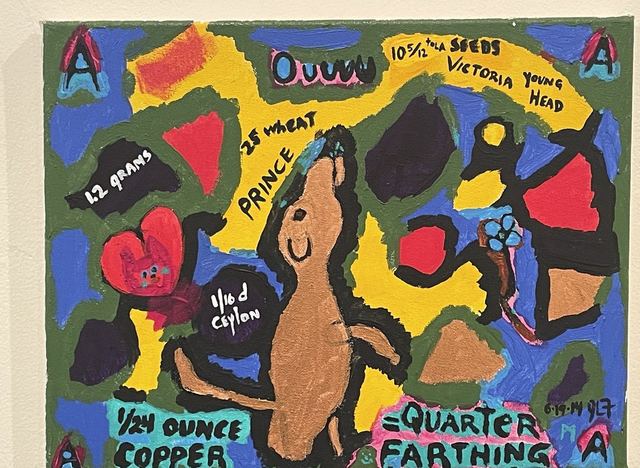 A
OUUUU
10 5/12 TOLA SEEDS
VICTORIA YOUNG
HEAD
A
25 WHEAT
PRINCE
1.2 GRAMS
1/16 d
CEYLON
1/24 OUNCE
COPPER
=QUARTER
FARTHING
6·19·14 JLF
A
A